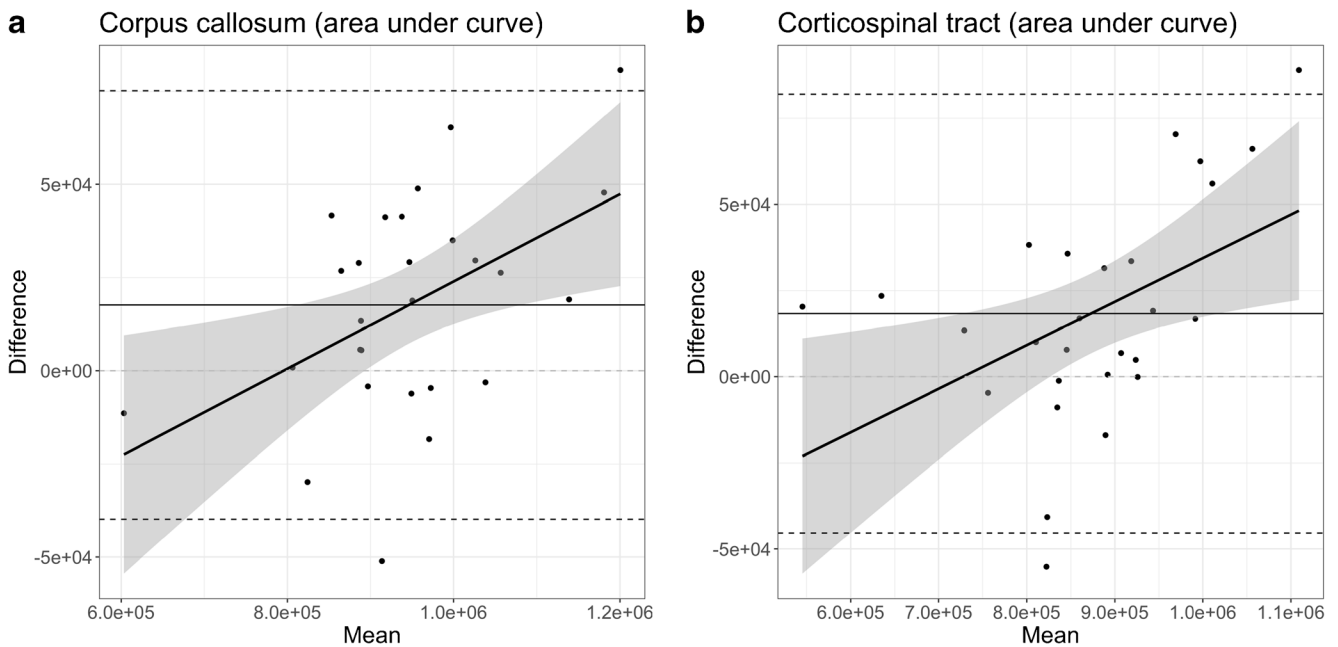 a Corpus callosum (area under curve)
Difference
5e+04
0e+00
-5e+04
6.0e+05 8.0e+05 1.0e+06 1.2e+06
Mean
b Corticospinal tract (area under curve)
Difference
5e+04
0e+00
-5e+04
6.0e+05 7.0e+05 8.0e+05 9.0e+05 1.0e+06 1.1e+06
Mean